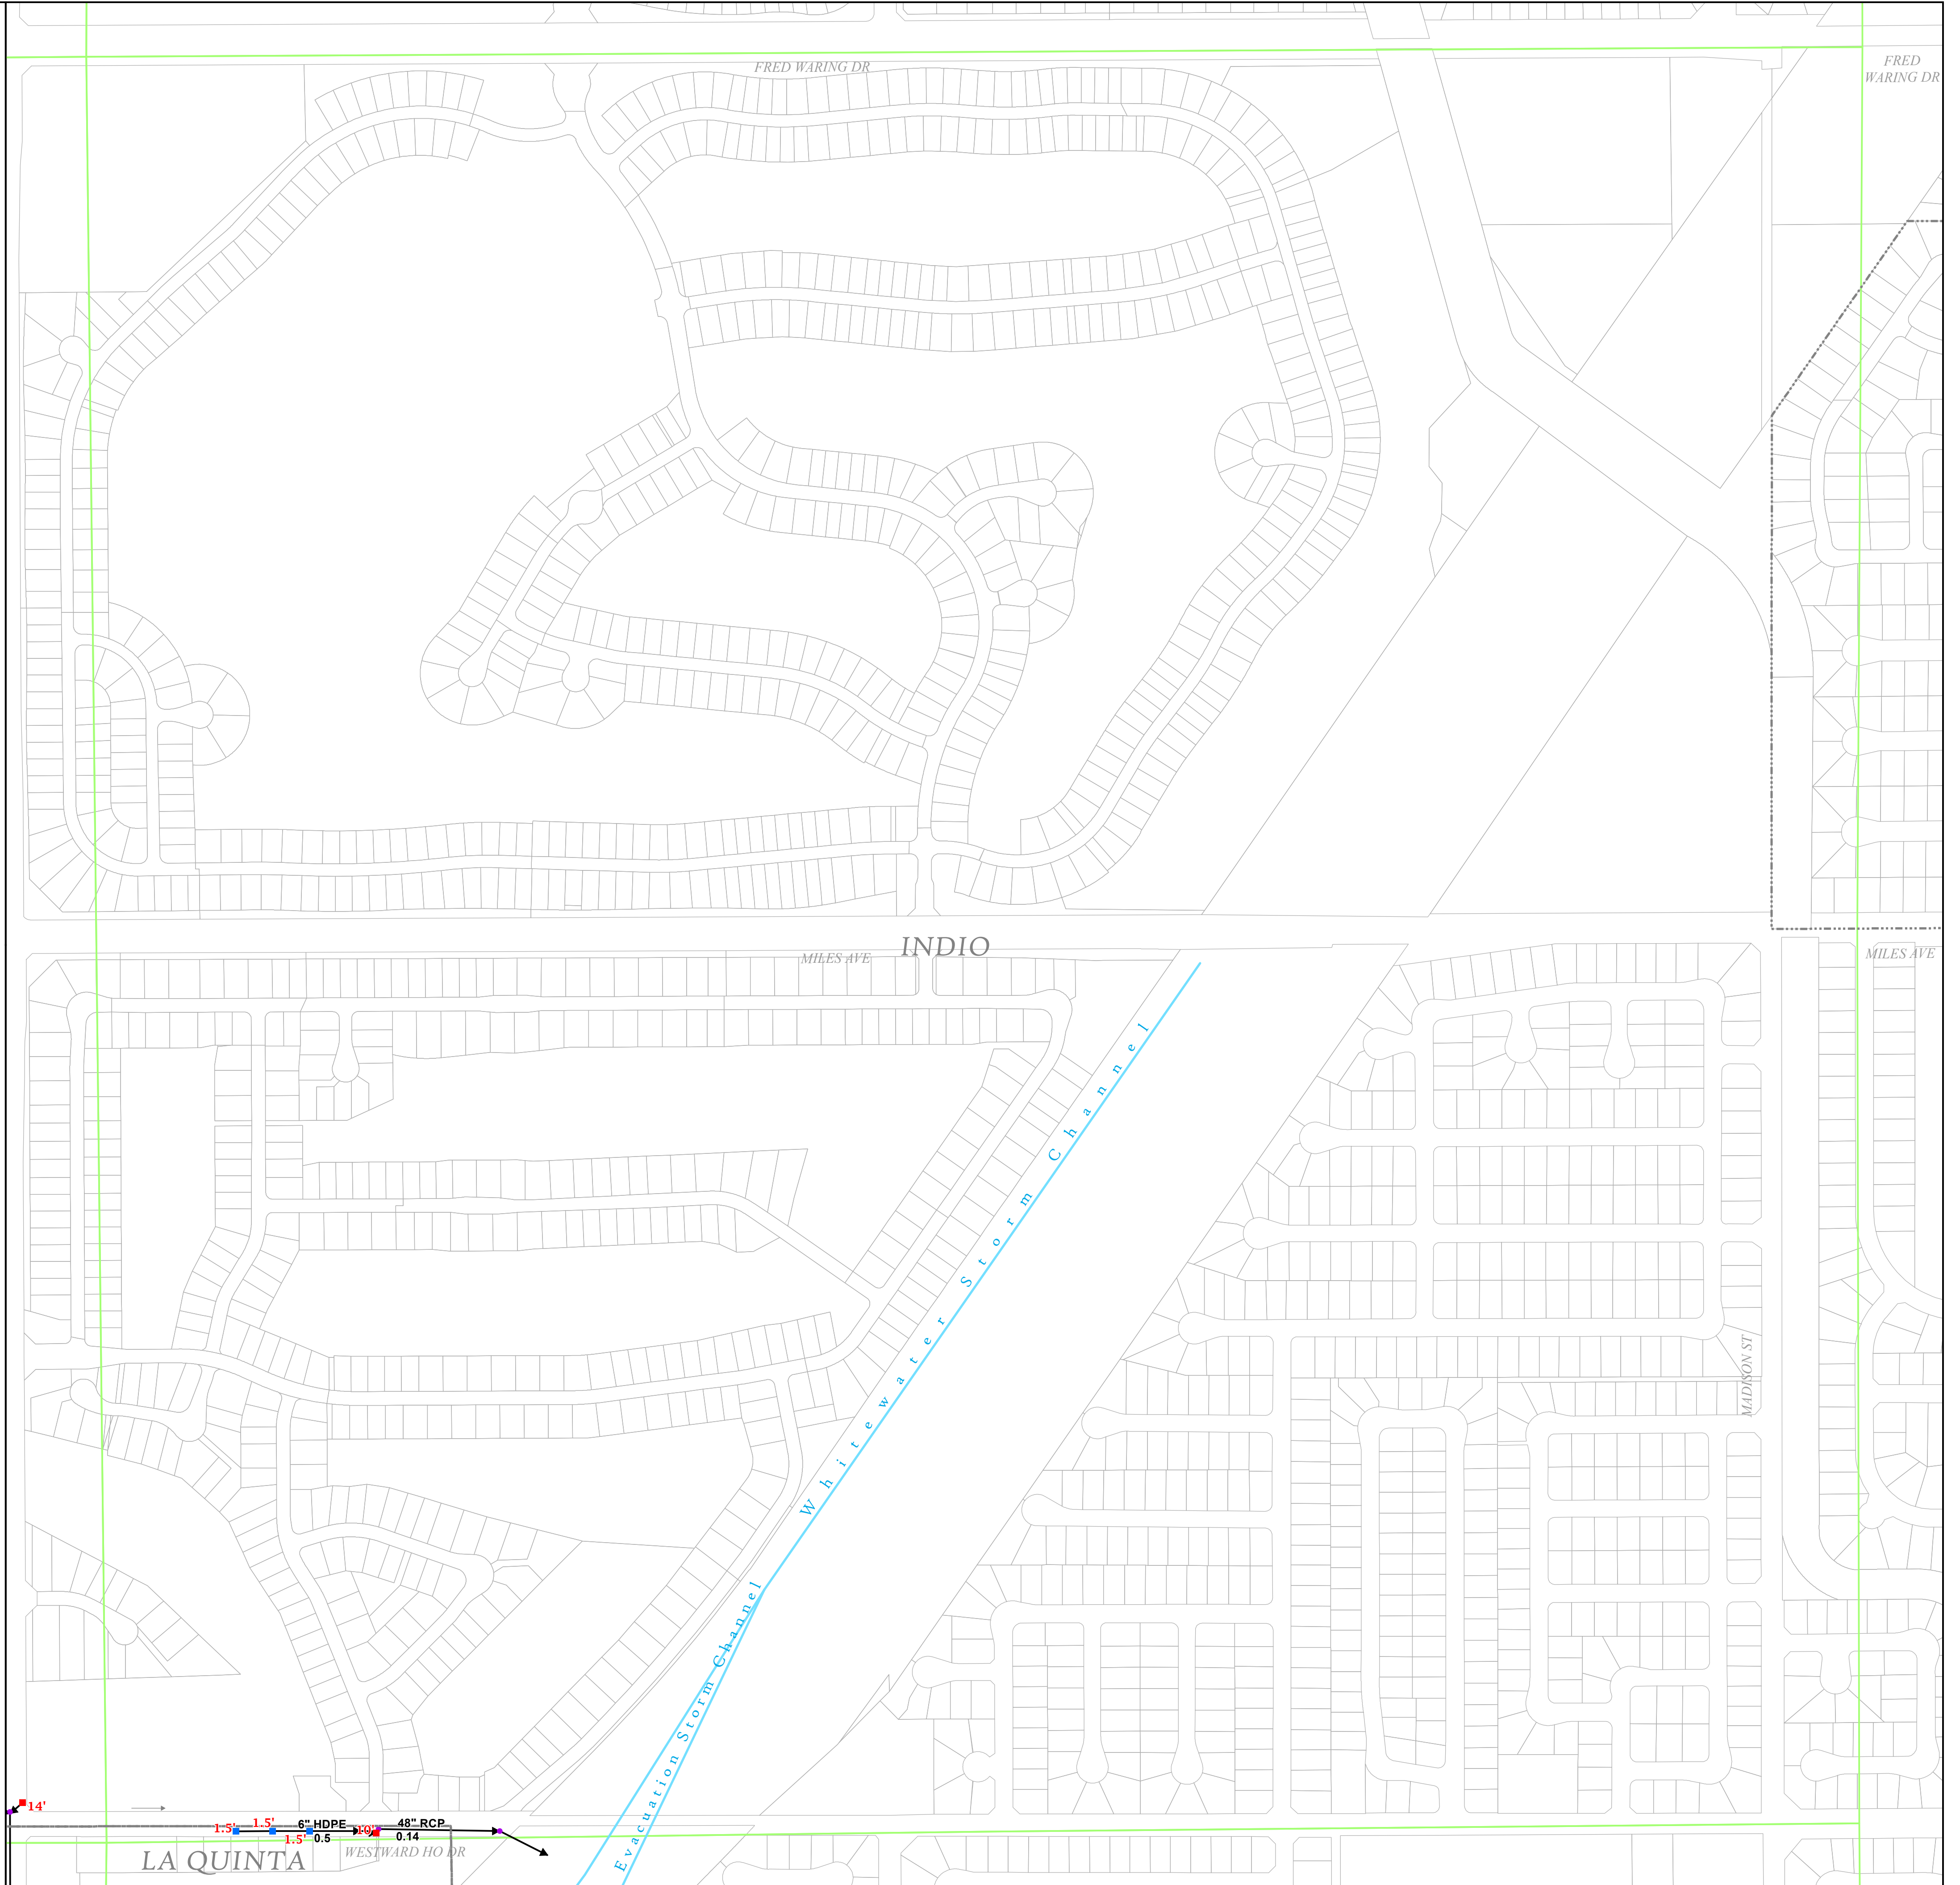 FRED WARING DR
FRED
WARING DR
INDIO
MILES AVE
MILES AVE
Whitewater Storm Channel
MADISON ST
Evacuation Storm Channel
14'
1.5'
1.5'
1.5'
6" HDPE
0.5
10'
48" RCP
0.14
WESTWARD HO DR
LA QUINTA